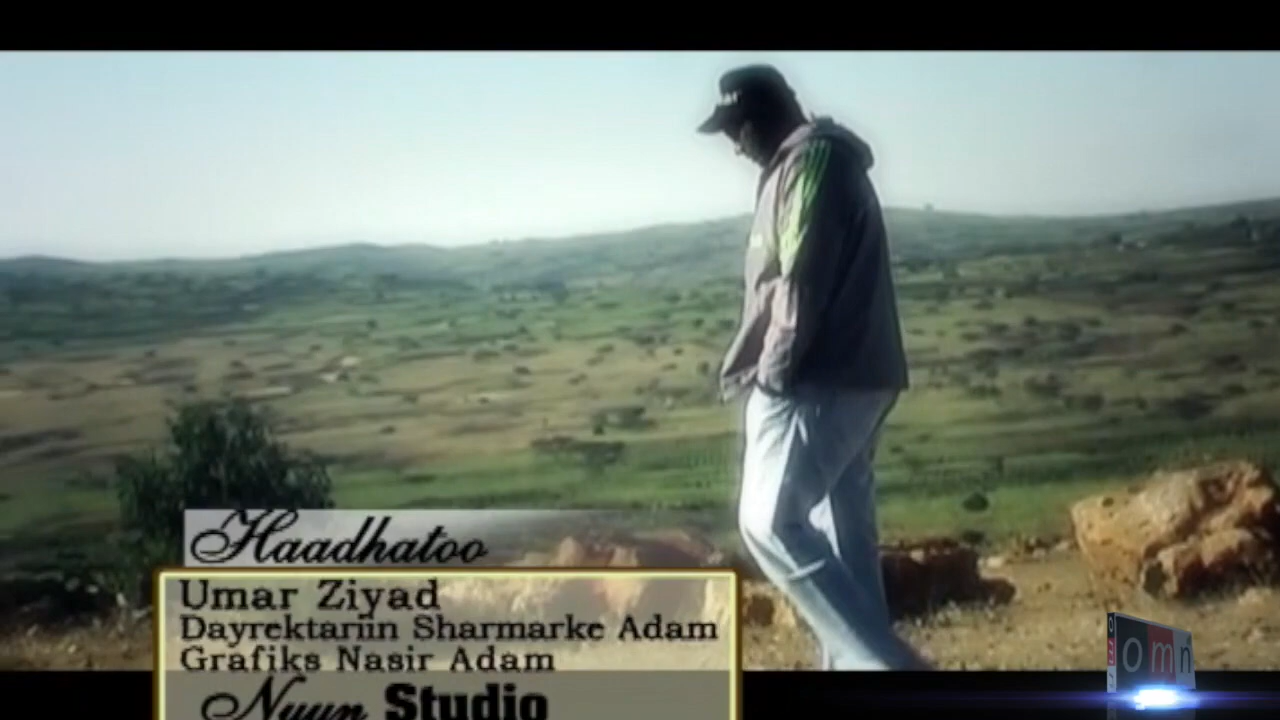 Haadhatoo
Umar Ziyad
Dayrektariin Sharmarke Adam
Grafiks Nasir Adam
Nuun Studio
omn